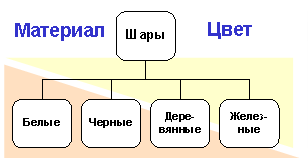 Материал
Шары
Цвет
Белые
Черные
Дере-
вянные
Желез-
ные